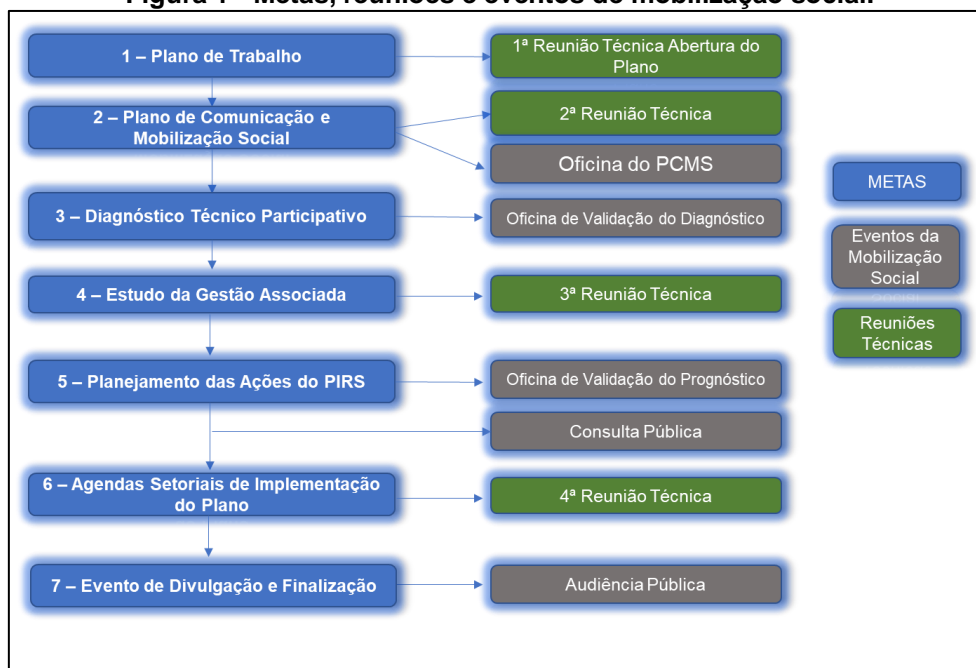 Figura 1 - Metas, reuniões e eventos de mobilização social.
1 – Plano de Trabalho
1ª Reunião Técnica Abertura do
Plano
2 – Plano de Comunicação e
Mobilização Social
2ª Reunião Técnica
Oficina do PCMS
3 – Diagnóstico Técnico Participativo
Oficina de Validação do Diagnóstico
4 – Estudo da Gestão Associada
3ª Reunião Técnica
5 – Planejamento das Ações do PIRS
Oficina de Validação do Prognóstico
Consulta Pública
6 – Agendas Setoriais de Implementação
do Plano
4ª Reunião Técnica
7 – Evento de Divulgação e Finalização
Audiência Pública
METAS
Eventos da
Mobilização
Social
Reuniões
Técnicas